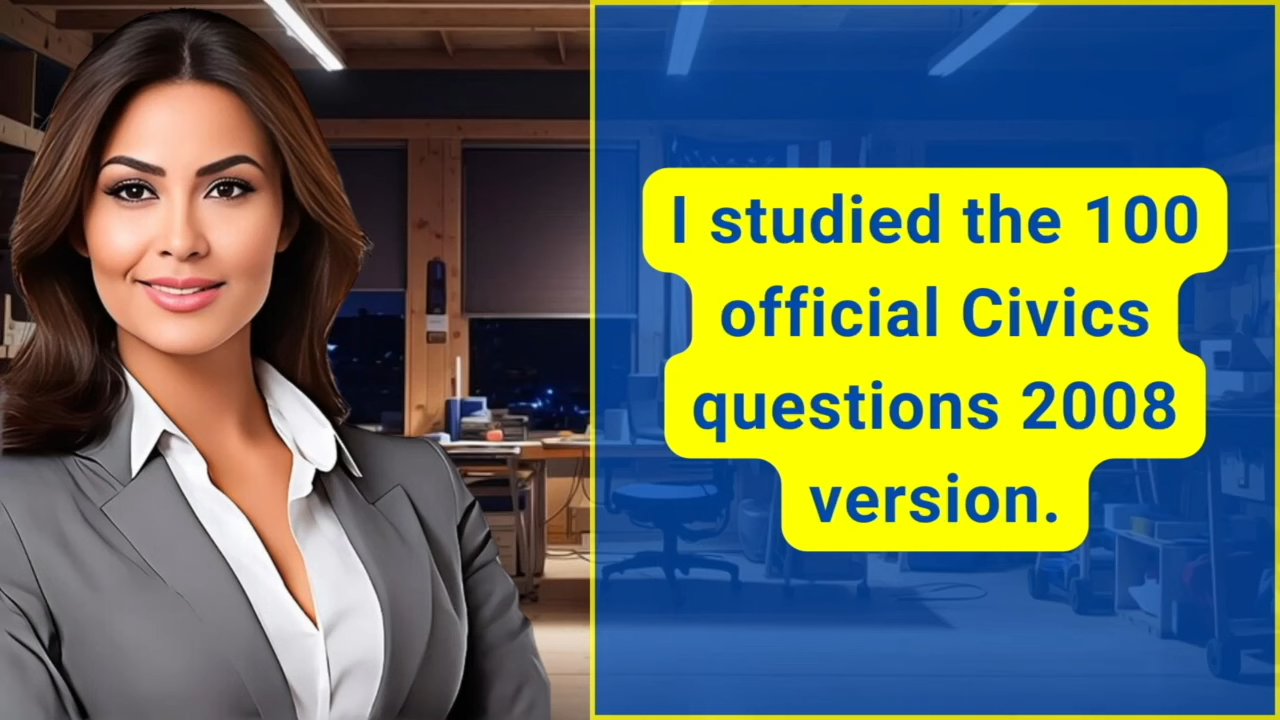 I studied the 100
official Civics
questions 2008
version.